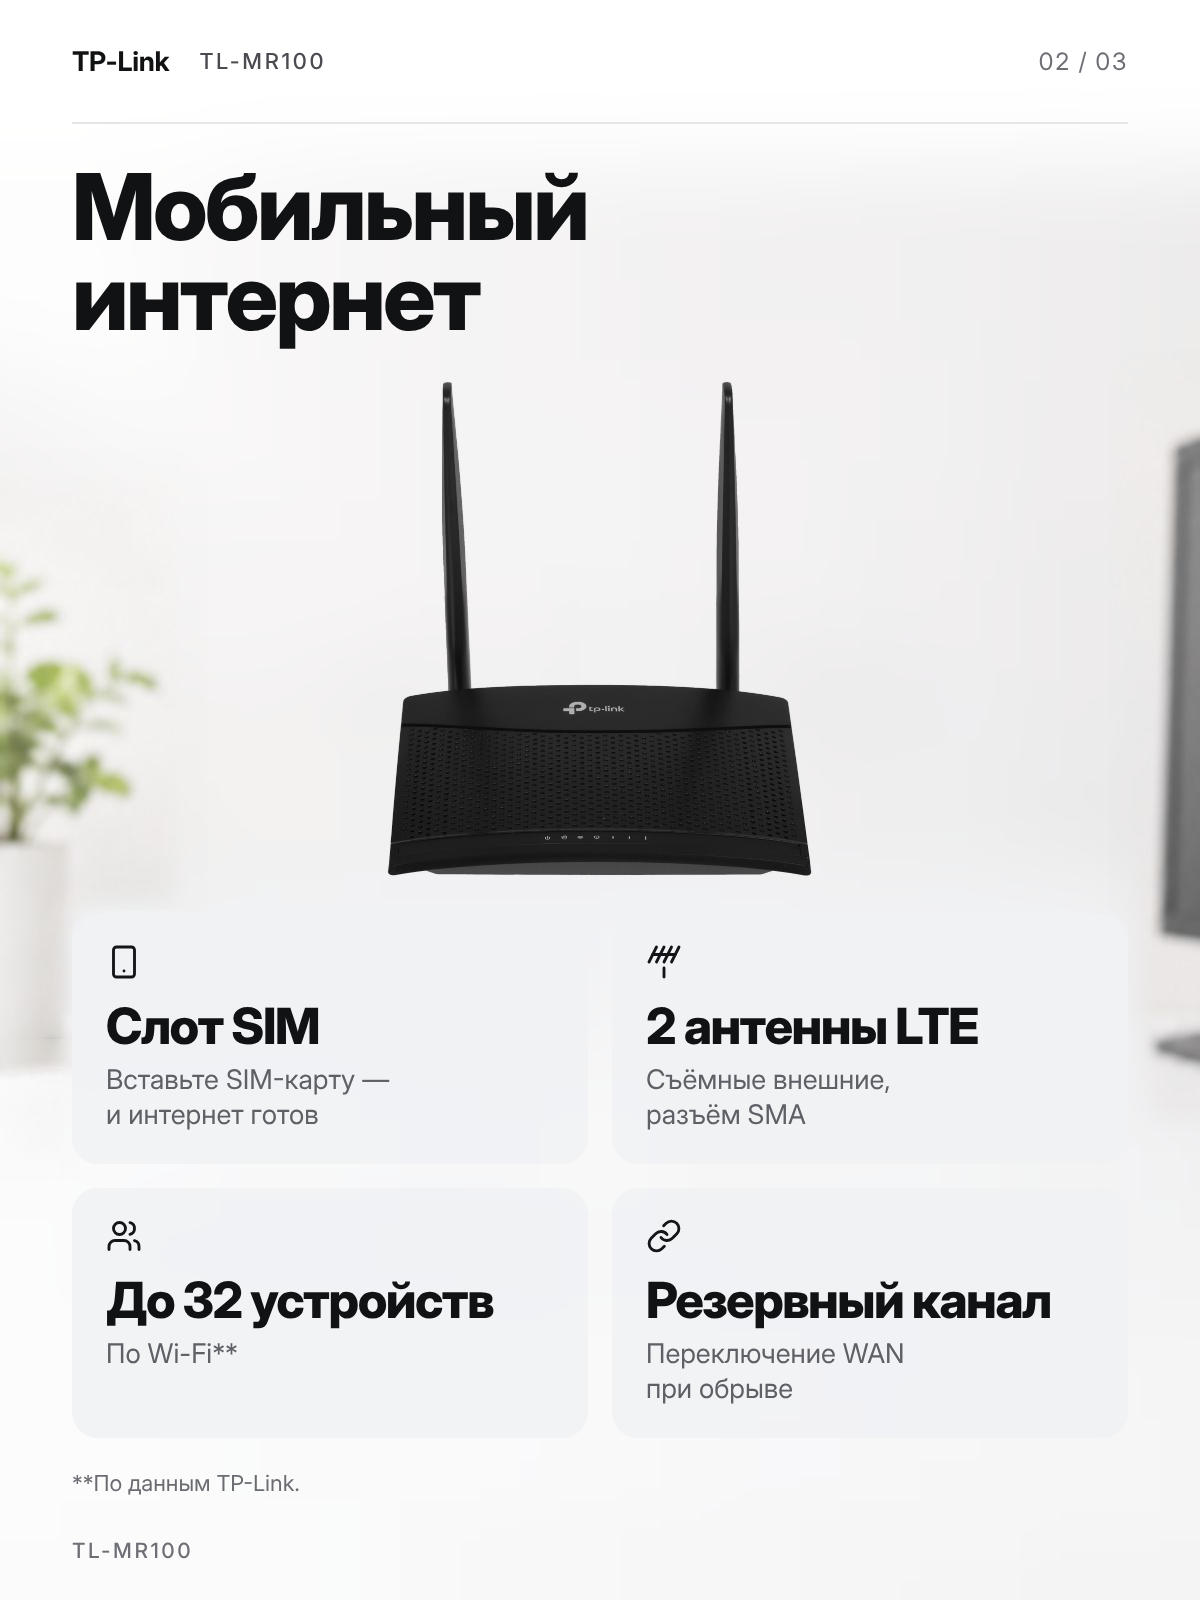 TP-Link TL-MR100 02 / 03
Мобильный
интернет
tp-link
Слот SIM
Вставьте SIM-карту —
и интернет готов
2 антенны LTE
Съёмные внешние,
разъём SMA
До 32 устройств
По Wi-Fi**
Резервный канал
Переключение WAN
при обрыве
**По данным TP-Link.
TL-MR100